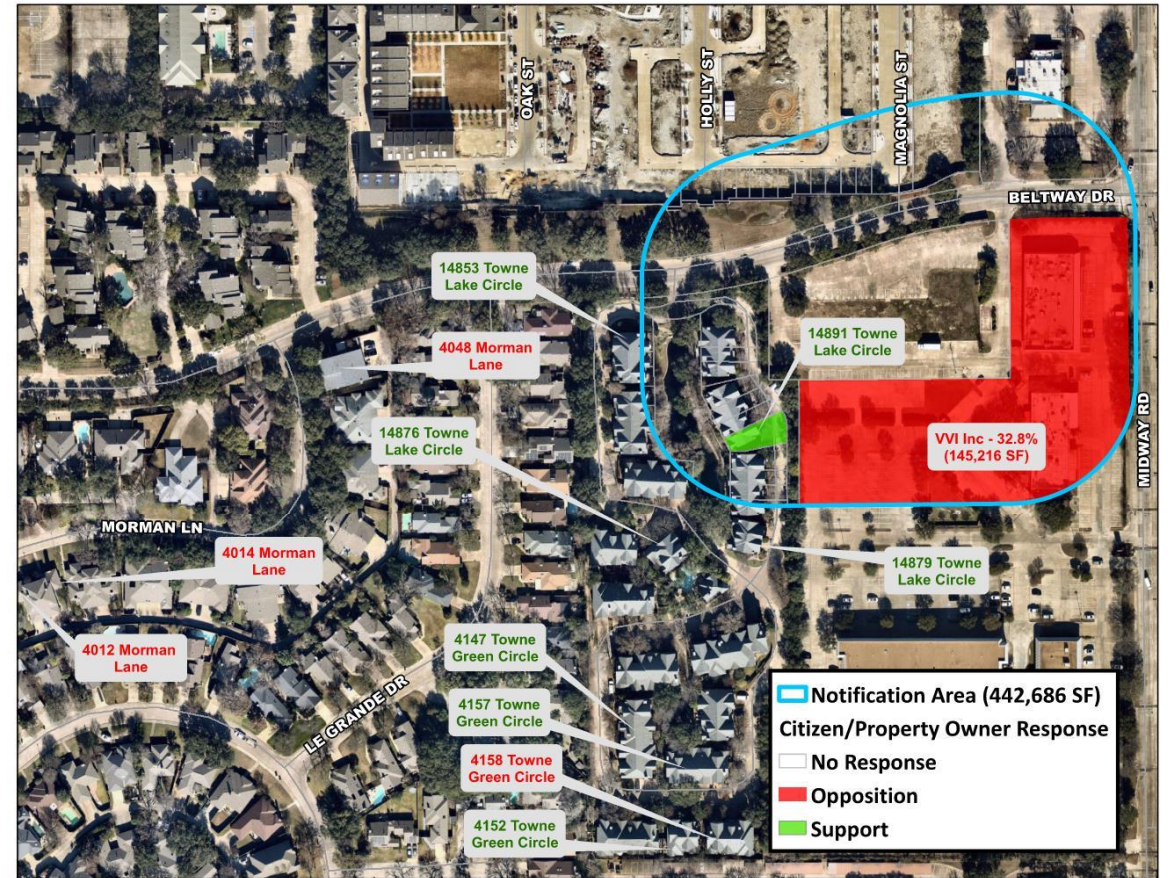 OAK ST
HOLLY ST
MAGNOLIA ST
BELTWAY DR
14853 Towne
Lake Circle
14891 Towne
Lake Circle
4048 Morman
Lane
14876 Towne
Lake Circle
VVI Inc - 32.8%
(145,216 SF)
MIDWAY RD
MORMAN LN
4014 Morman
Lane
14879 Towne
Lake Circle
4012 Morman
Lane
4147 Towne
Green Circle
LE GRANDE DR
4157 Towne
Green Circle
4158 Towne
Green Circle
4152 Towne
Green Circle
Notification Area (442,686 SF)
Citizen/Property Owner Response
No Response
Opposition
Support